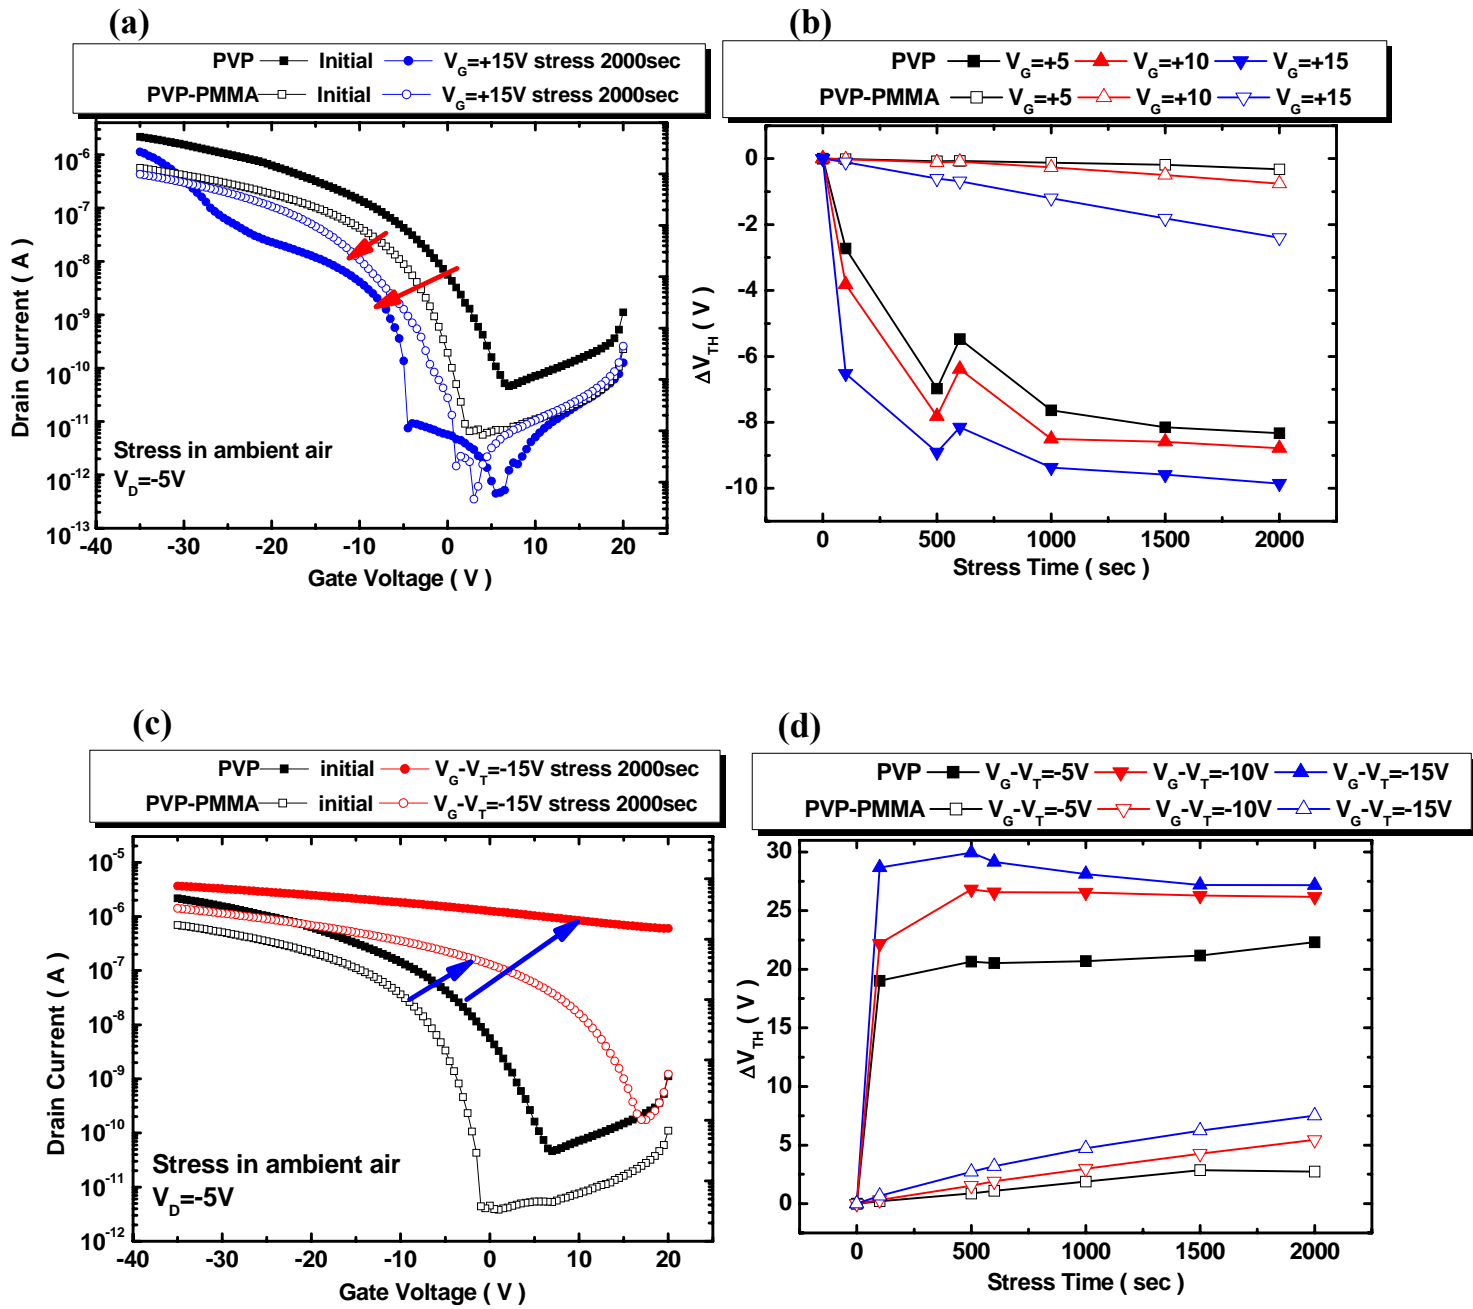 (a)
PVP Initial V_G=+15V stress 2000sec
PVP-PMMA Initial V_G=+15V stress 2000sec
10^-6
10^-7
10^-8
10^-9
10^-10
10^-11
10^-12
10^-13
Drain Current ( A )
Stress in ambient air
V_D=-5V
-40 -30 -20 -10 0 10 20
Gate Voltage ( V )
(b)
PVP V_G=+5 V_G=+10 V_G=+15
PVP-PMMA V_G=+5 V_G=+10 V_G=+15
0
-2
-4
-6
-8
-10
ΔV_TH ( V )
0 500 1000 1500 2000
Stress Time ( sec )
(c)
PVP initial V_G-V_T=-15V stress 2000sec
PVP-PMMA initial V_G-V_T=-15V stress 2000sec
10^-5
10^-6
10^-7
10^-8
10^-9
10^-10
10^-11
10^-12
Drain Current ( A )
Stress in ambient air
V_D=-5V
-40 -30 -20 -10 0 10 20
Gate Voltage ( V )
(d)
PVP V_G-V_T=-5V V_G-V_T=-10V V_G-V_T=-15V
PVP-PMMA V_G-V_T=-5V V_G-V_T=-10V V_G-V_T=-15V
30
25
20
15
10
5
0
ΔV_TH ( V )
0 500 1000 1500 2000
Stress Time ( sec )